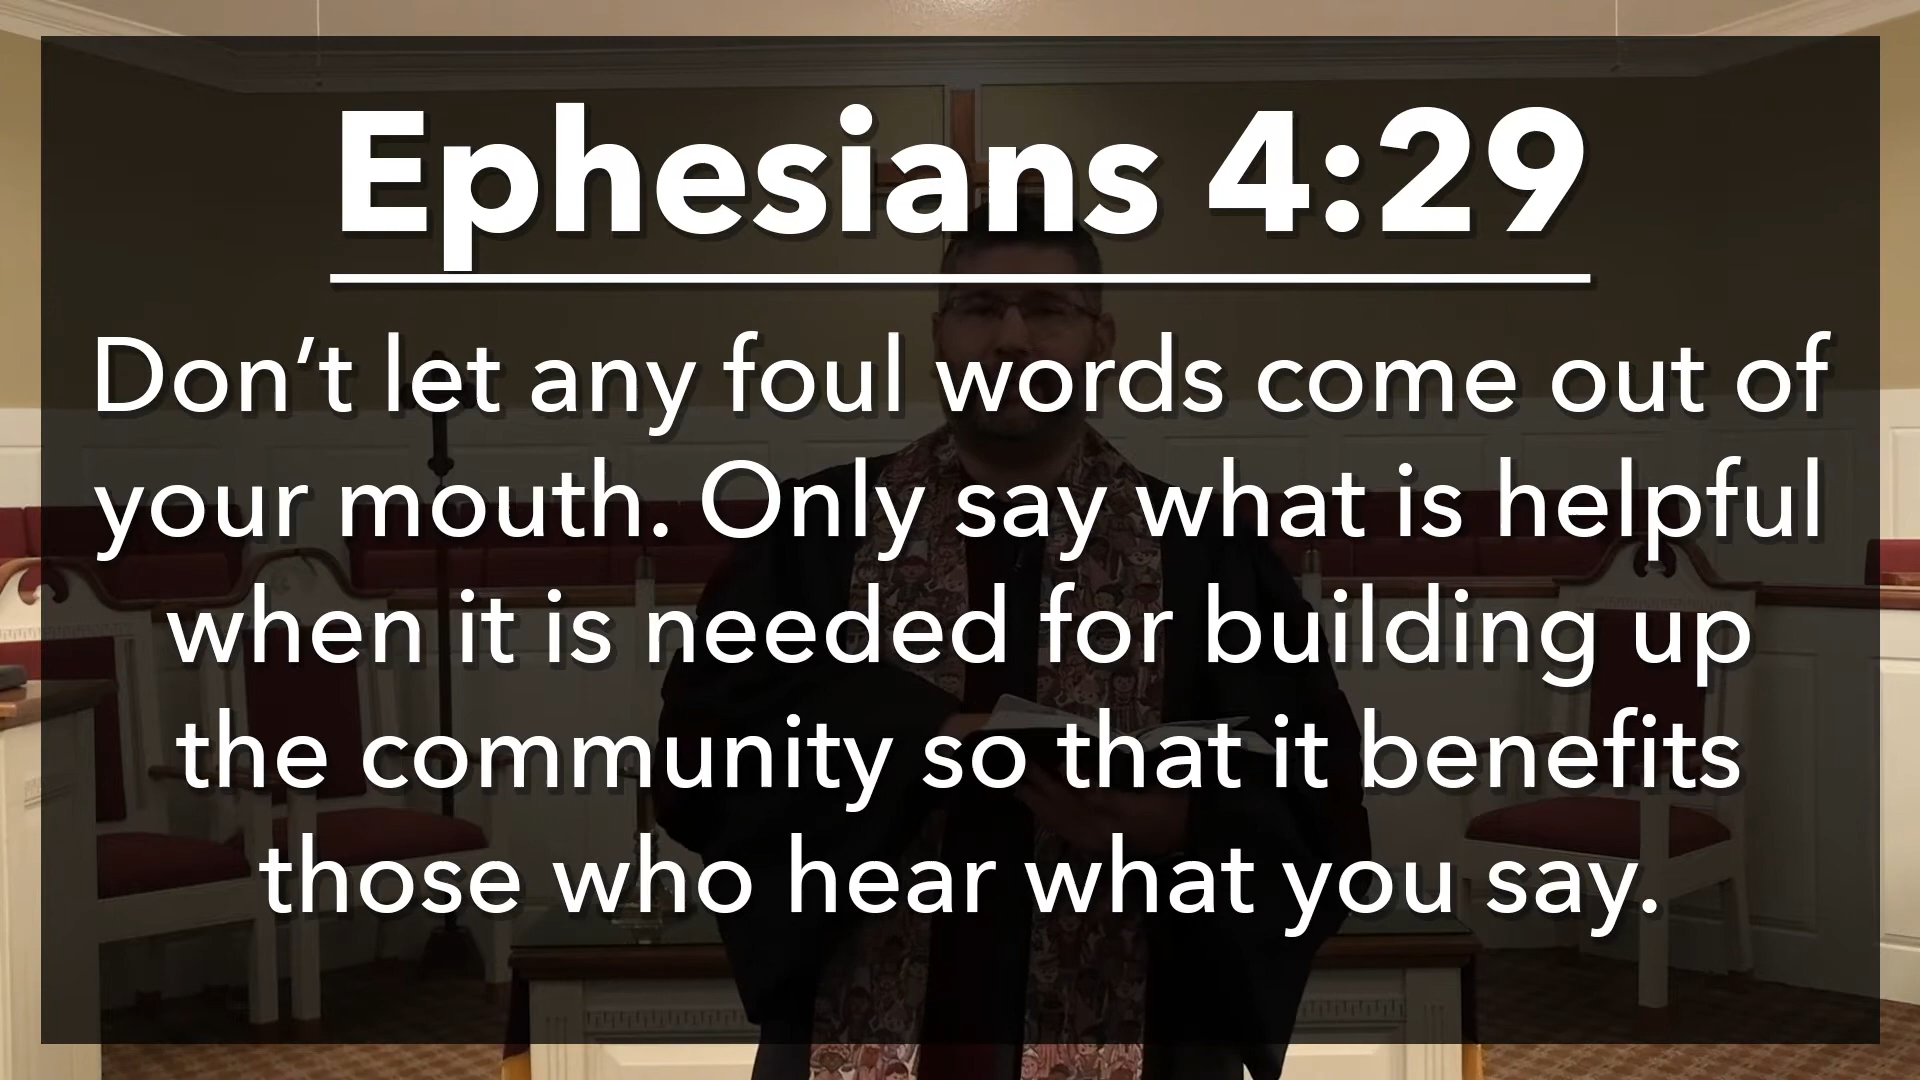 Ephesians 4:29
Don’t let any foul words come out of
your mouth. Only say what is helpful
when it is needed for building up
the community so that it benefits
those who hear what you say.